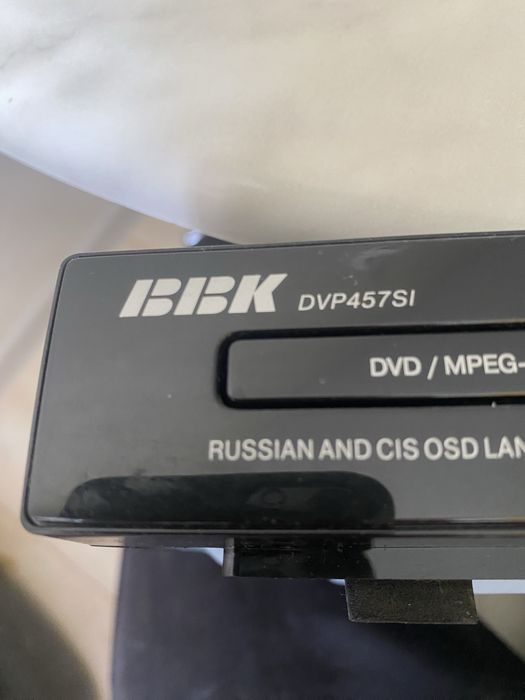 BBK DVP457SI
DVD / MPEG-
RUSSIAN AND CIS OSD LAN